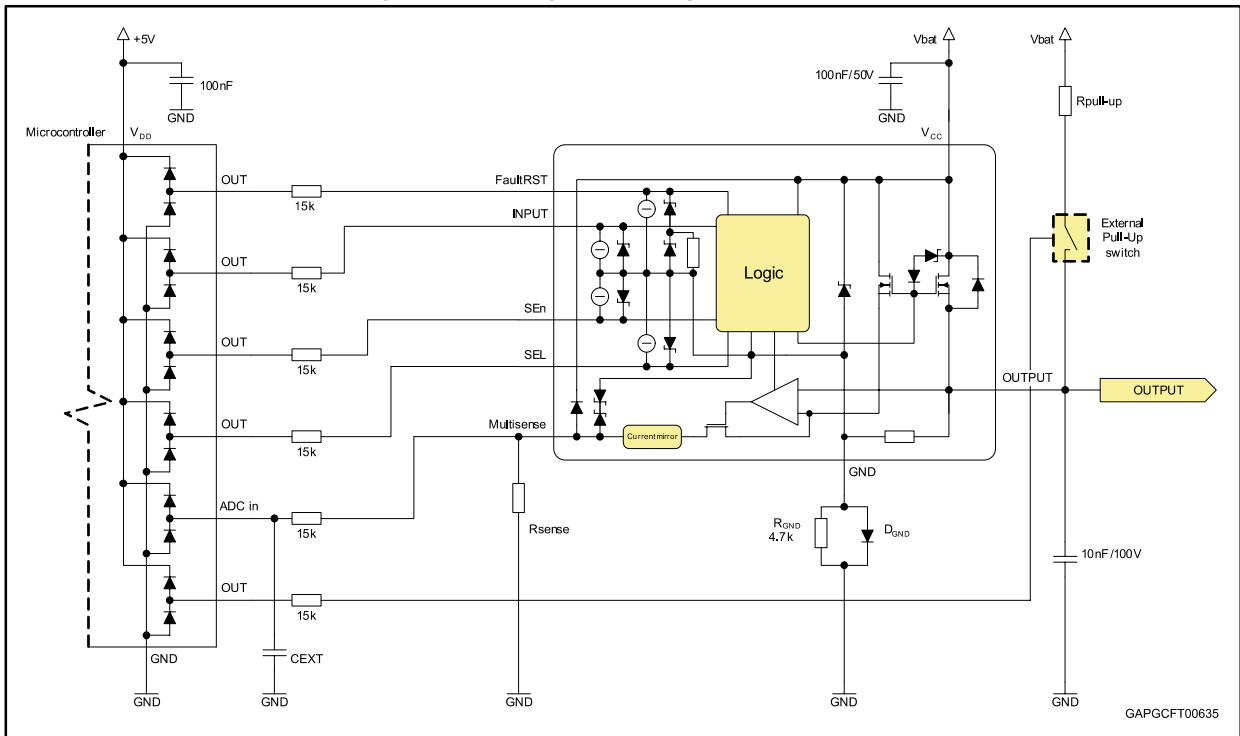 +5V
Vbat
Vbat
100nF
100nF/50V
GND
GND
Rpull-up
Microcontroller
VDD
VCC
OUT
15k
FaultRST
INPUT
OUT
15k
Logic
External
Pull-Up
switch
SEn
OUT
15k
SEL
OUTPUT
OUTPUT
OUT
15k
Multisense
Current mirror
GND
ADC in
15k
Rsense
RGND
4.7k
DGND
10nF/100V
OUT
15k
GND
CEXT
GND
GND
GND
GND
GND
GAPGCFT00635